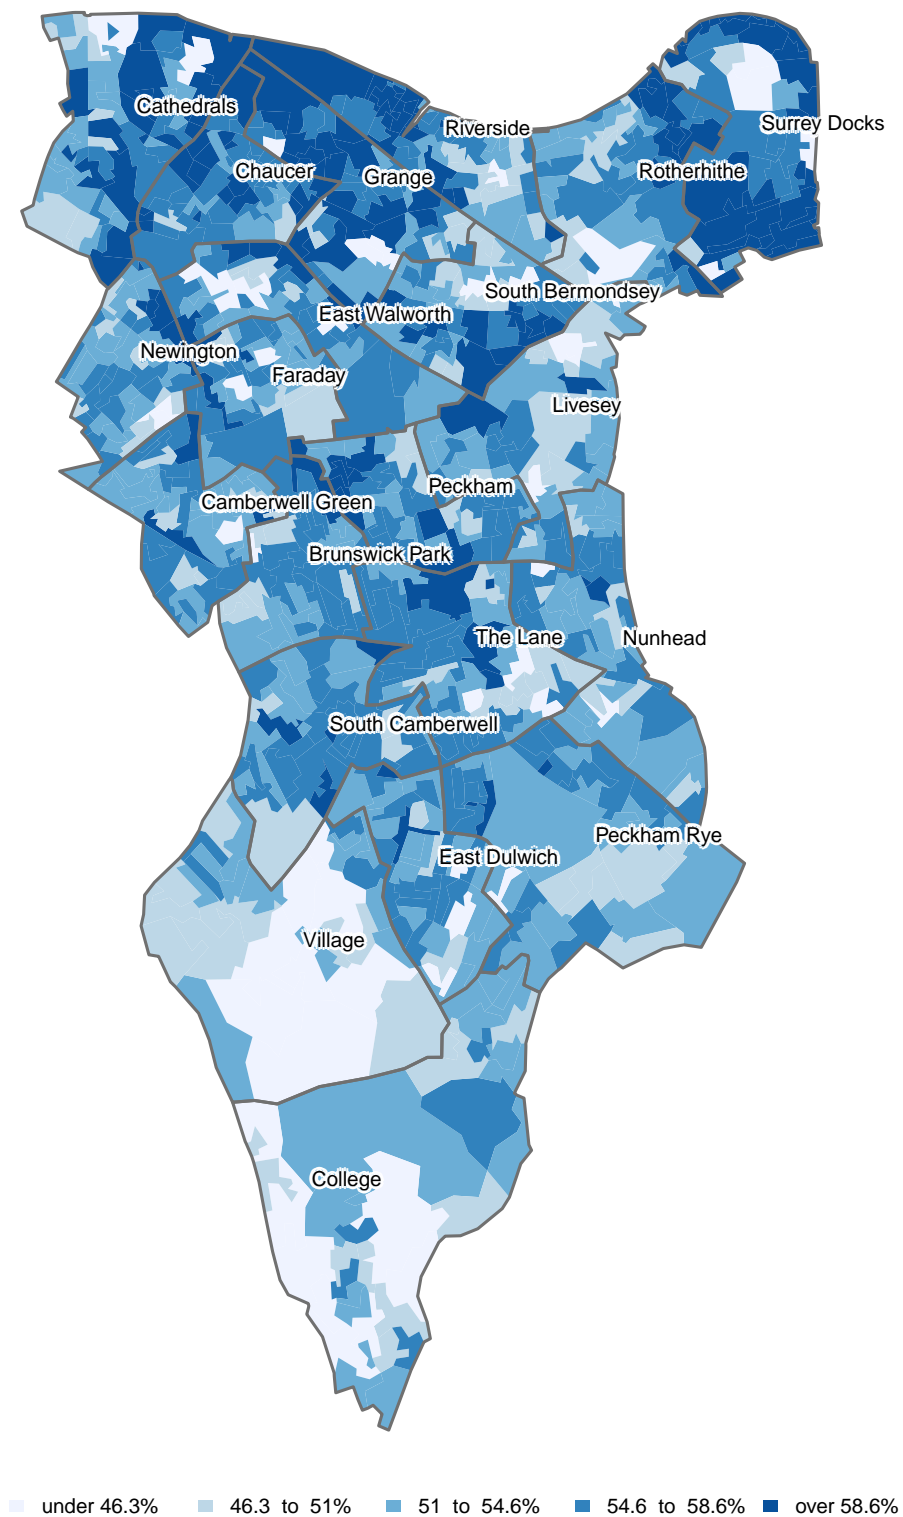 Cathedrals
Riverside
Surrey Docks
Chaucer
Grange
Rotherhithe
South Bermondsey
East Walworth
Newington
Faraday
Livesey
Peckham
Camberwell Green
Brunswick Park
The Lane
Nunhead
South Camberwell
Peckham Rye
East Dulwich
Village
College
under 46.3% 46.3 to 51% 51 to 54.6% 54.6 to 58.6% over 58.6%